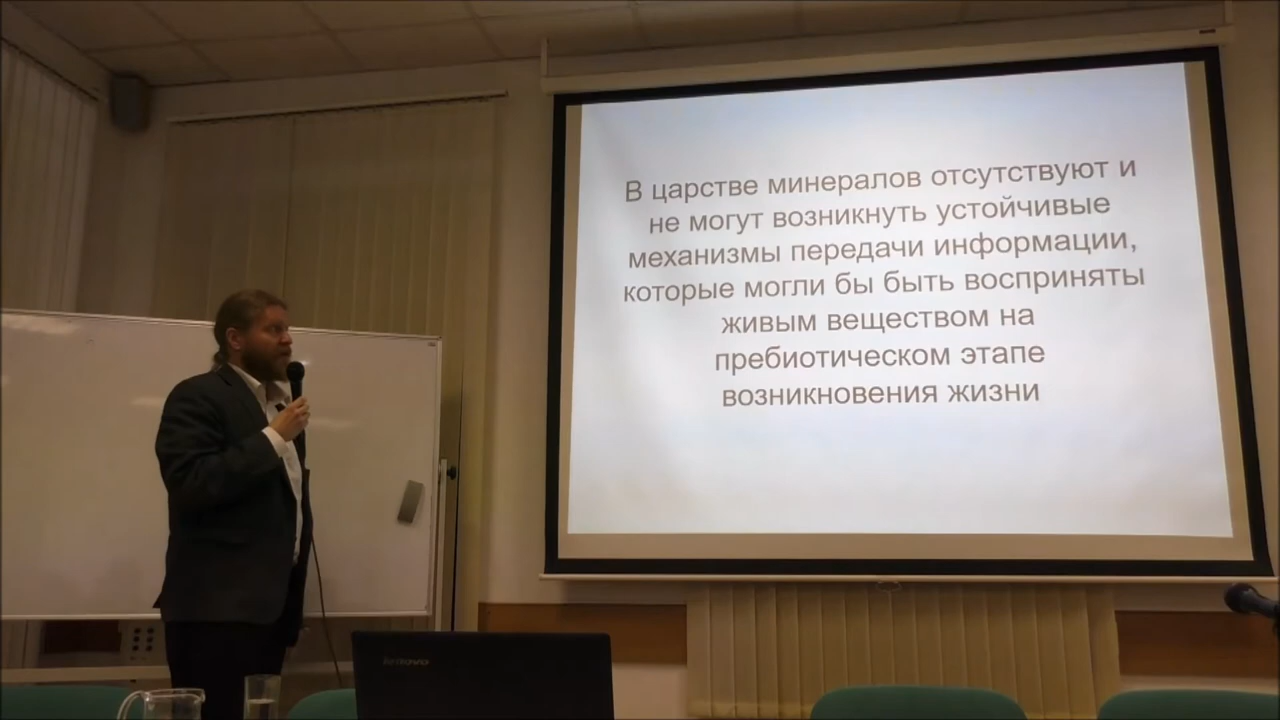 В царстве минералов отсутствуют и
не могут возникнуть устойчивые
механизмы передачи информации,
которые могли бы быть восприняты
живым веществом на
пребиотическом этапе
возникновения жизни
lenovo